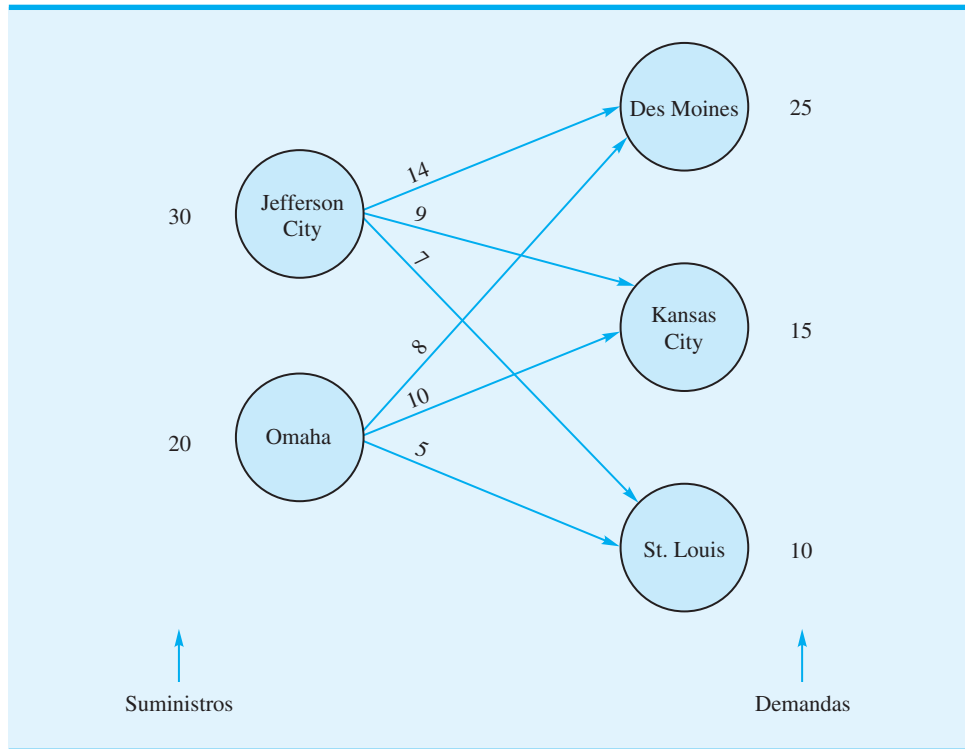 Des Moines
25
14
Jefferson
City
30
9
7
Kansas
City
15
8
10
Omaha
20
5
St. Louis
10
Suministros
Demandas